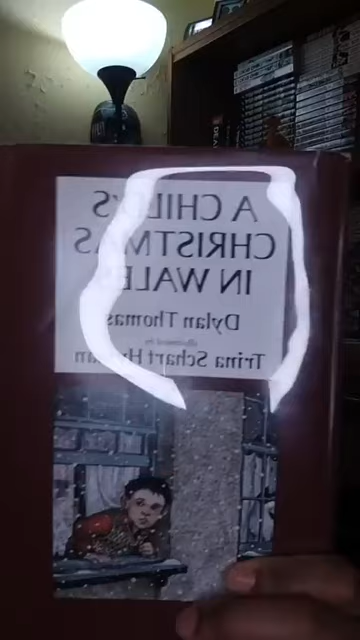 A CHILD'S
CHRISTMAS
IN WALES
Dylan Thomas
illustrated by
Trina Schart Hyman